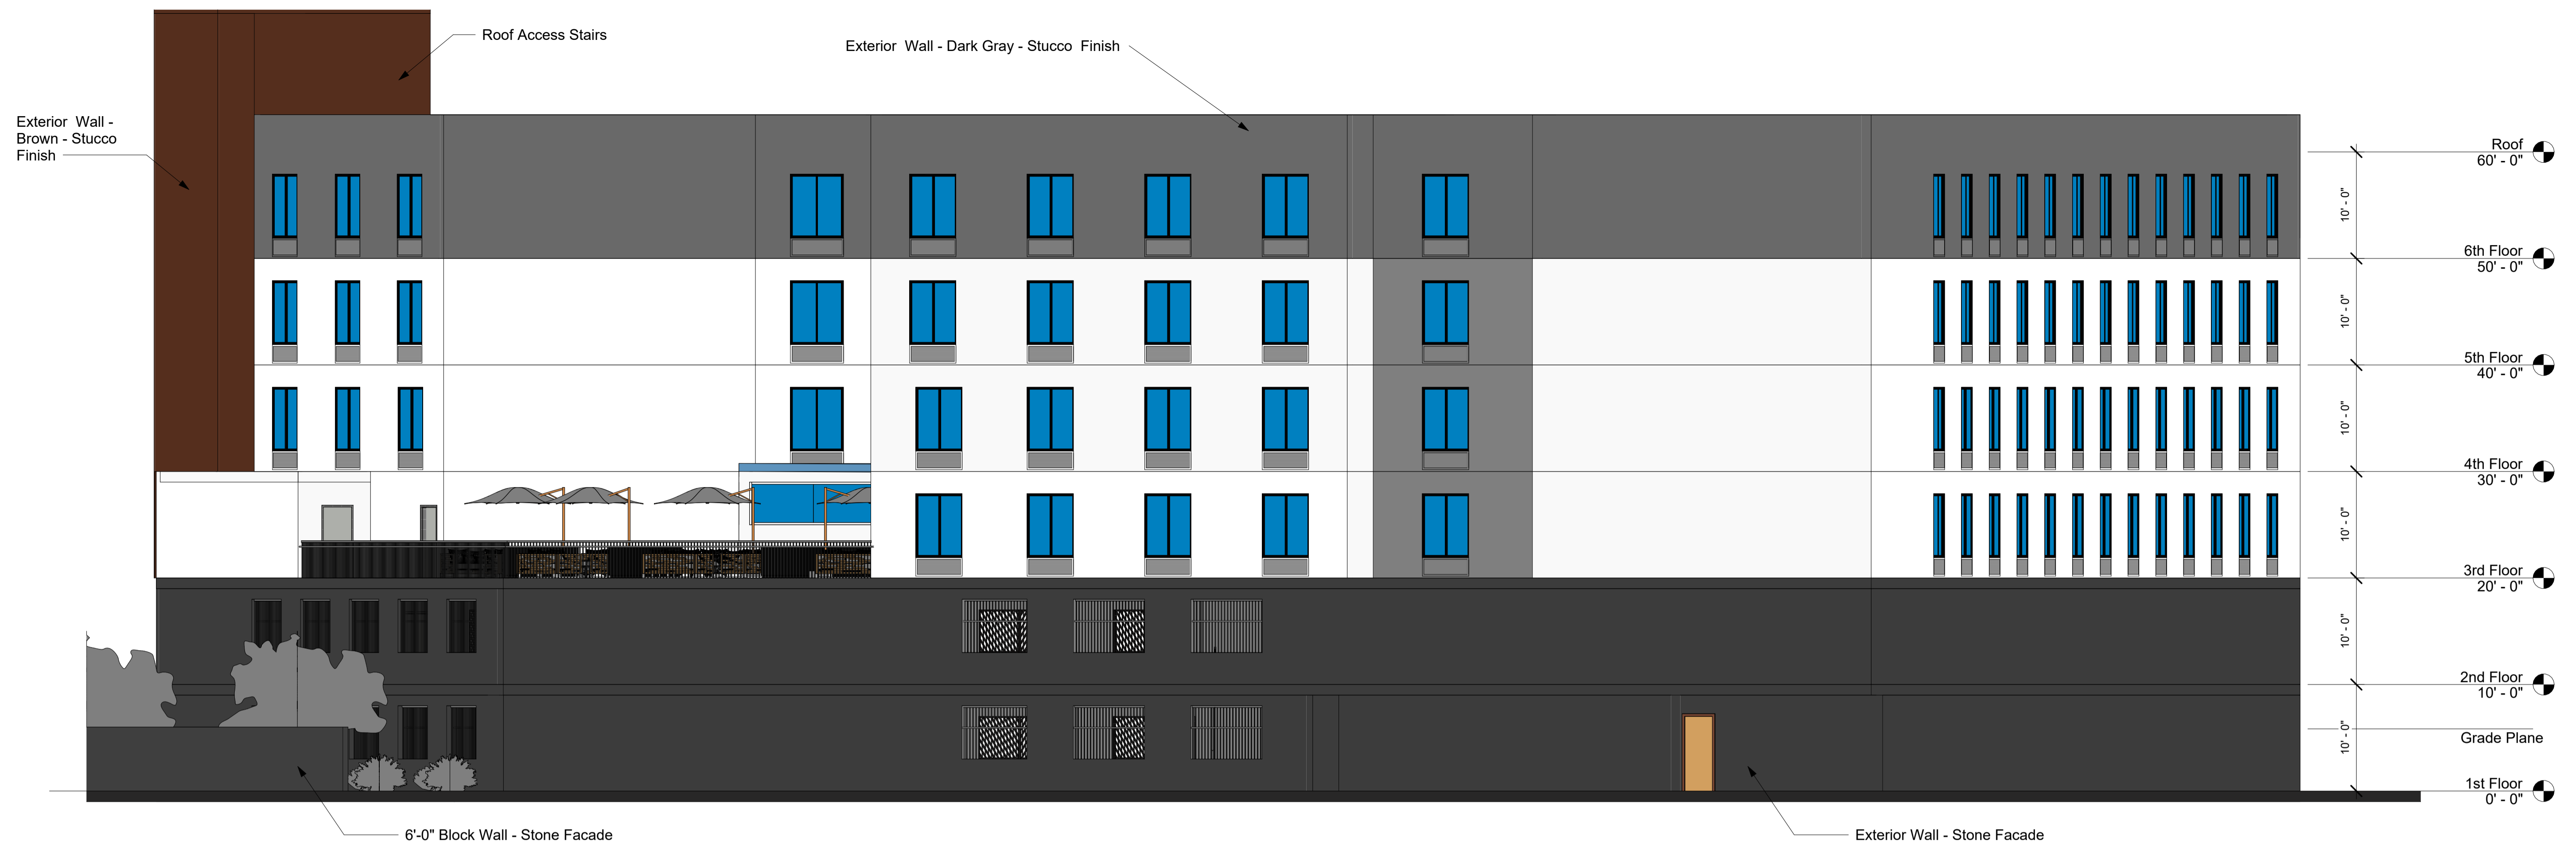 Roof Access Stairs
Exterior Wall - Dark Gray - Stucco Finish
Exterior Wall -
Brown - Stucco
Finish
Roof
60' - 0"
10' - 0"
6th Floor
50' - 0"
10' - 0"
5th Floor
40' - 0"
10' - 0"
4th Floor
30' - 0"
10' - 0"
3rd Floor
20' - 0"
10' - 0"
2nd Floor
10' - 0"
10' - 0"
Grade Plane
1st Floor
0' - 0"
6'-0" Block Wall - Stone Facade
Exterior Wall - Stone Facade